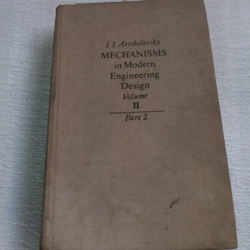 I I Artobolevsky
MECHANISMS
in Modern
Engineering
Design
Volume
II
Part 2